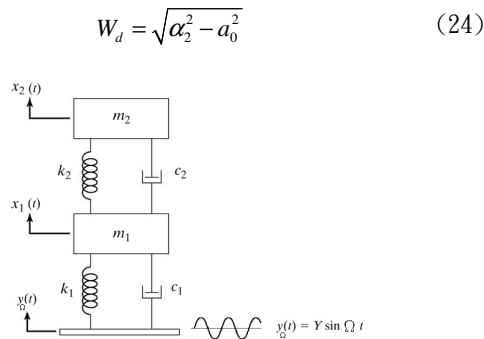 W_d = √(α_2^2 − a_0^2) (24)
x_2 (t)
m_2
k_2
c_2
x_1 (t)
m_1
k_1
c_1
y_Ω(t)
y_Ω(t) = Y sin Ω t